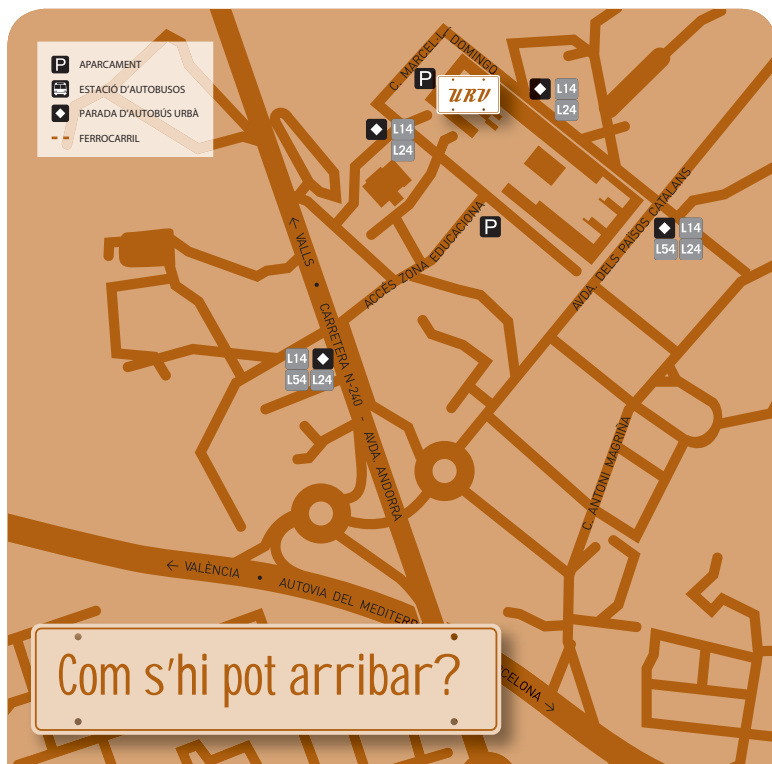 APARCAMENT
ESTACIÓ D'AUTOBUSOS
PARADA D'AUTOBÚS URBÀ
FERROCARRIL
P
C. MARCEL·LÍ DOMINGO
P
URV
L14
L24
L14
L24
ACCÉS ZONA EDUCACIONAL
P
AVDA. DELS PAÏSOS CATALANS
L14
L54 L24
← VALLS • CARRETERA N-240 - AVDA. ANDORRA
L14
L54 L24
C. ANTONI MAGRIÑÀ
← VALÈNCIA • AUTOVIA DEL MEDITERR
CELONA →
Com s'hi pot arribar?